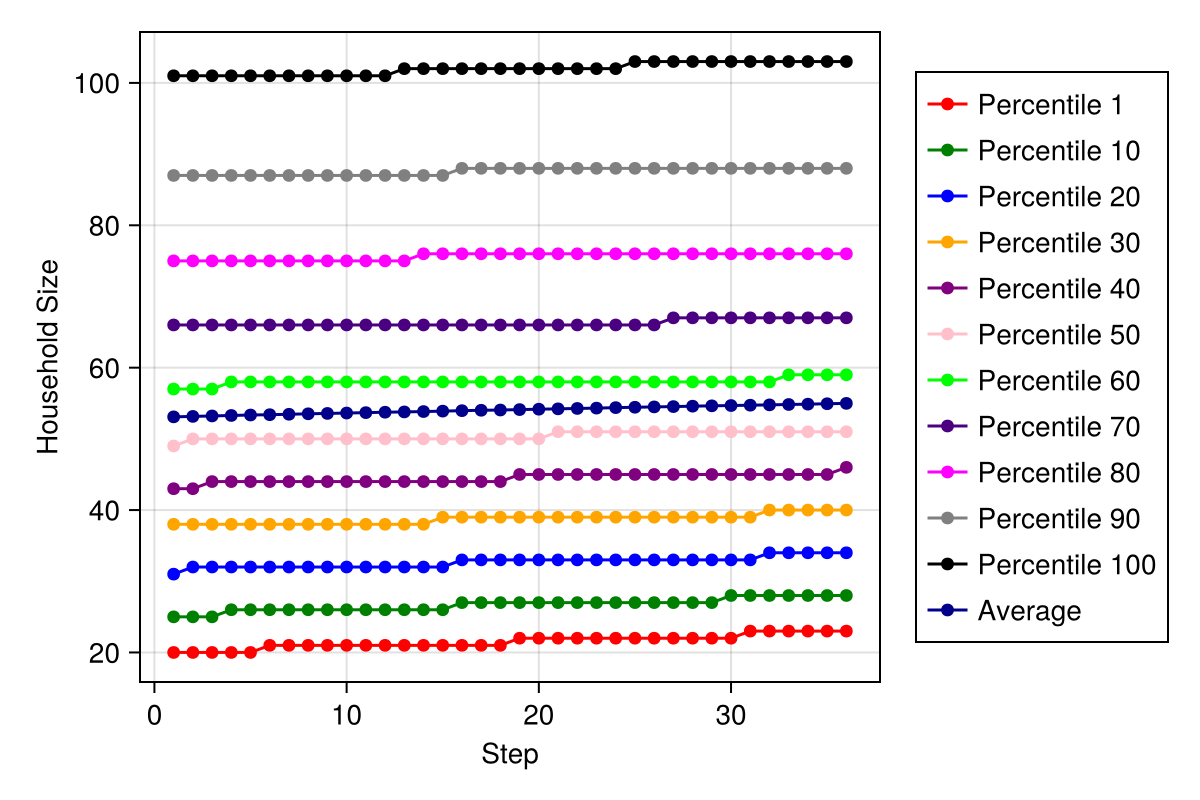 100
80
60
40
20
Household Size
0
10
20
30
Step
Percentile 1
Percentile 10
Percentile 20
Percentile 30
Percentile 40
Percentile 50
Percentile 60
Percentile 70
Percentile 80
Percentile 90
Percentile 100
Average